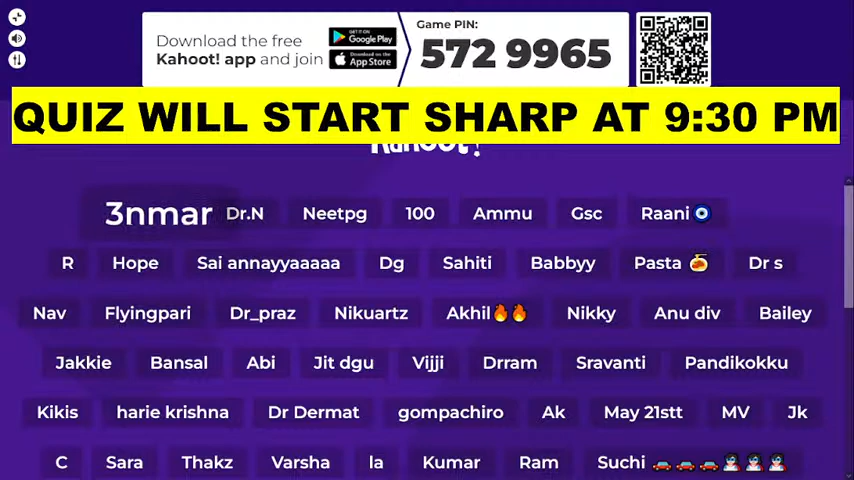 Download the free
Kahoot! app and join
GET IT ON
Google Play
Download on the
App Store
Game PIN:
572 9965
QUIZ WILL START SHARP AT 9:30 PM
Kahoot!
3nmar Dr.N Neetpg 100 Ammu Gsc Raani🧿
R Hope Sai annayyaaaaa Dg Sahiti Babbyy Pasta 🍝 Dr s
Nav Flyingpari Dr_praz Nikuartz Akhil🔥🔥 Nikky Anu div Bailey
Jakkie Bansal Abi Jit dgu Vijji Drram Sravanti Pandikokku
Kikis harie krishna Dr Dermat gompachiro Ak May 21stt MV Jk
C Sara Thakz Varsha la Kumar Ram Suchi